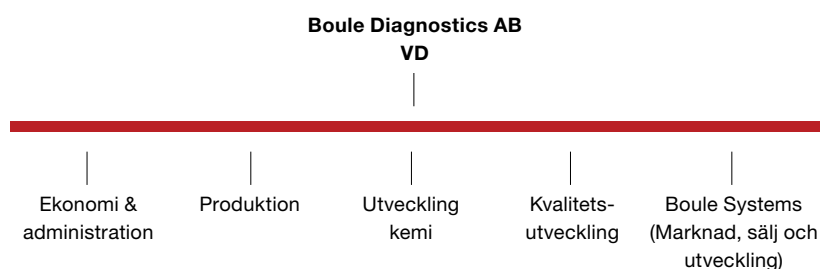 Boule Diagnostics AB
VD
Ekonomi &
administration
Produktion
Utveckling
kemi
Kvalitets-
utveckling
Boule Systems
(Marknad, sälj och
utveckling)